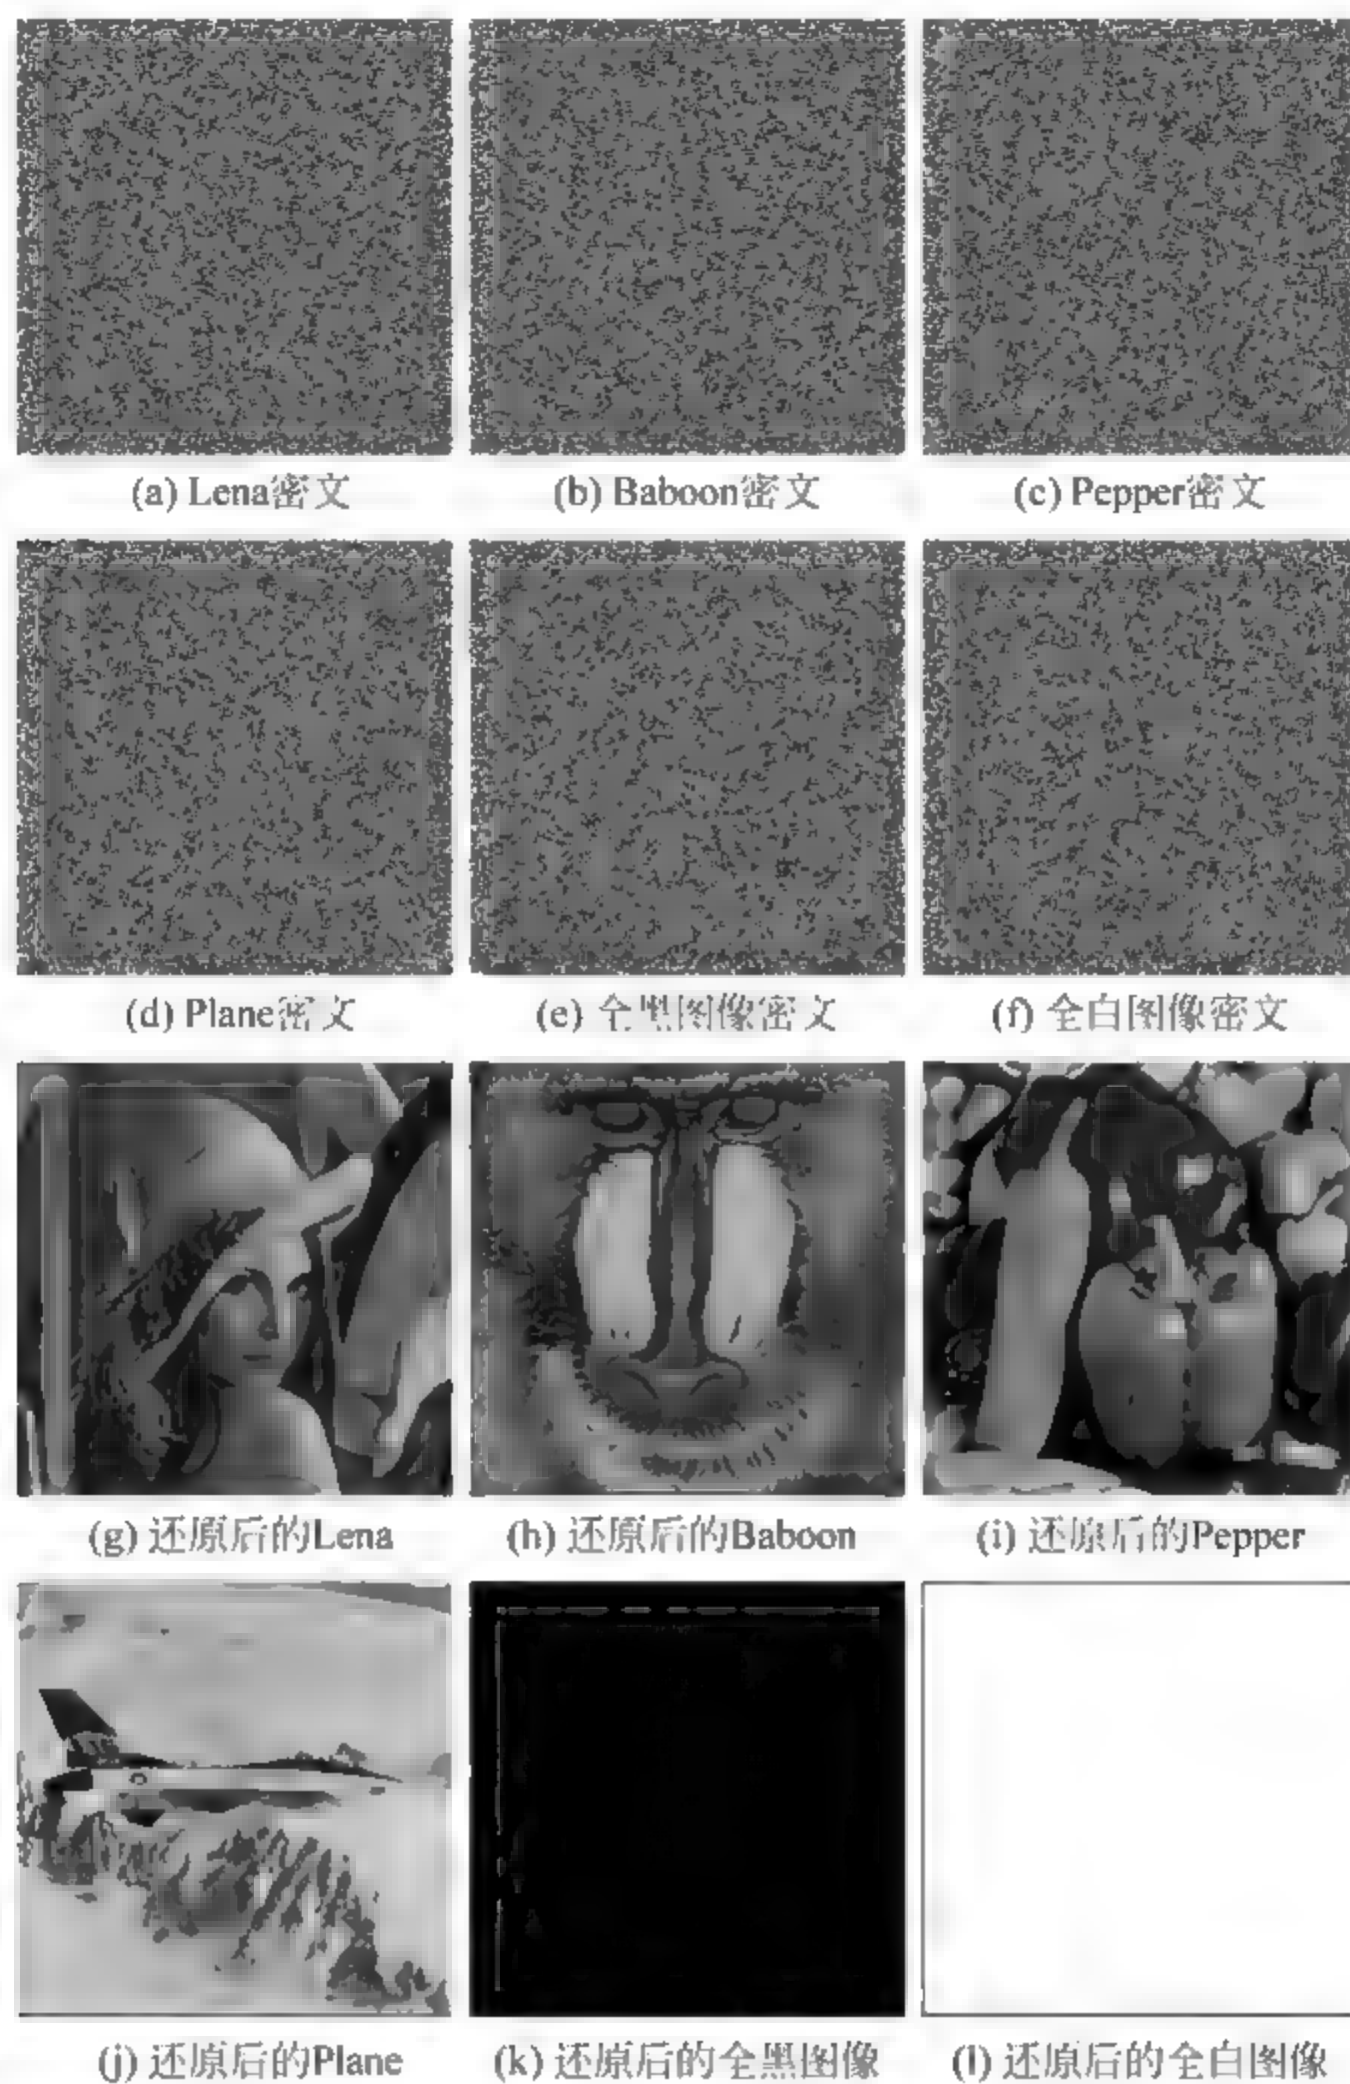 (a) Lena密文
(b) Baboon密文
(c) Pepper密文
(d) Plane密文
(e) 全黑图像密文
(f) 全白图像密文
(g) 还原后的Lena
(h) 还原后的Baboon
(i) 还原后的Pepper
(j) 还原后的Plane
(k) 还原后的全黑图像
(l) 还原后的全白图像